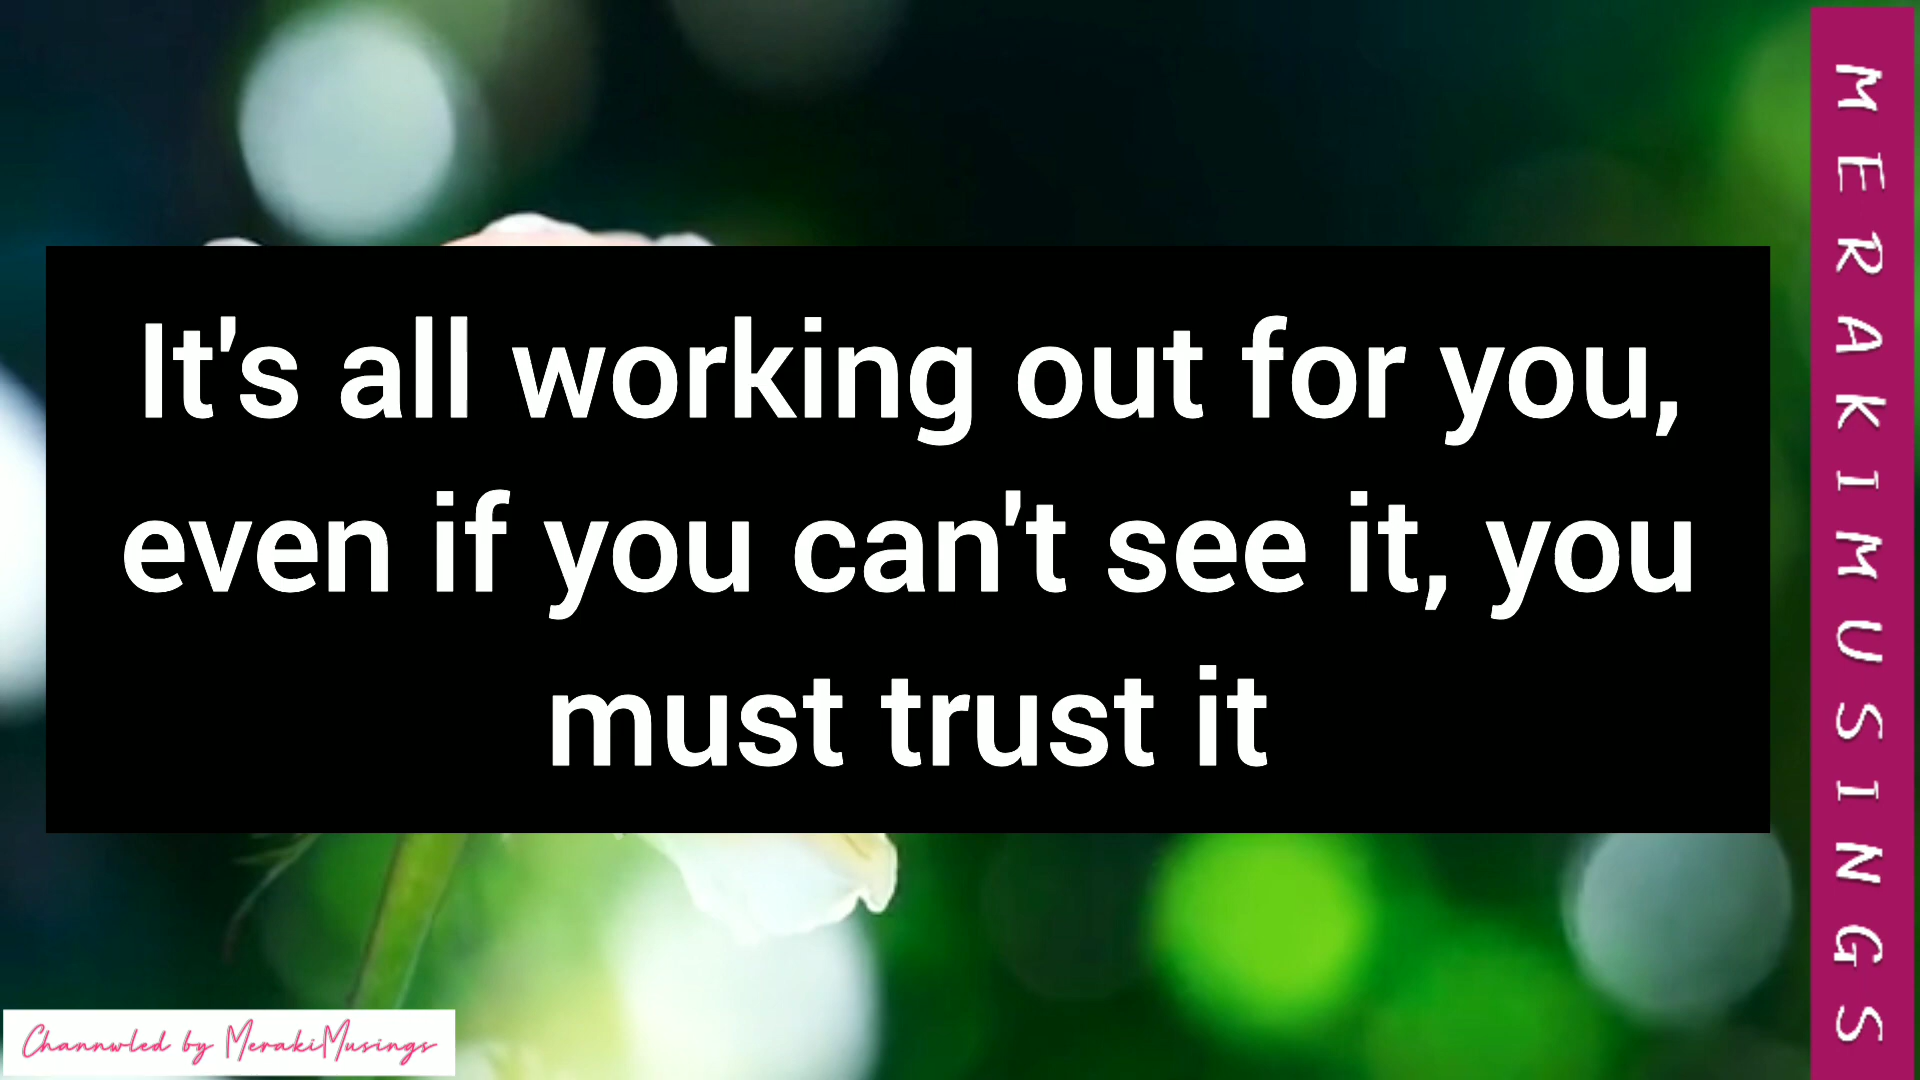 It's all working out for you,
even if you can't see it, you
must trust it
MERAKIMUSINGS
Channwled by MerakiMusings